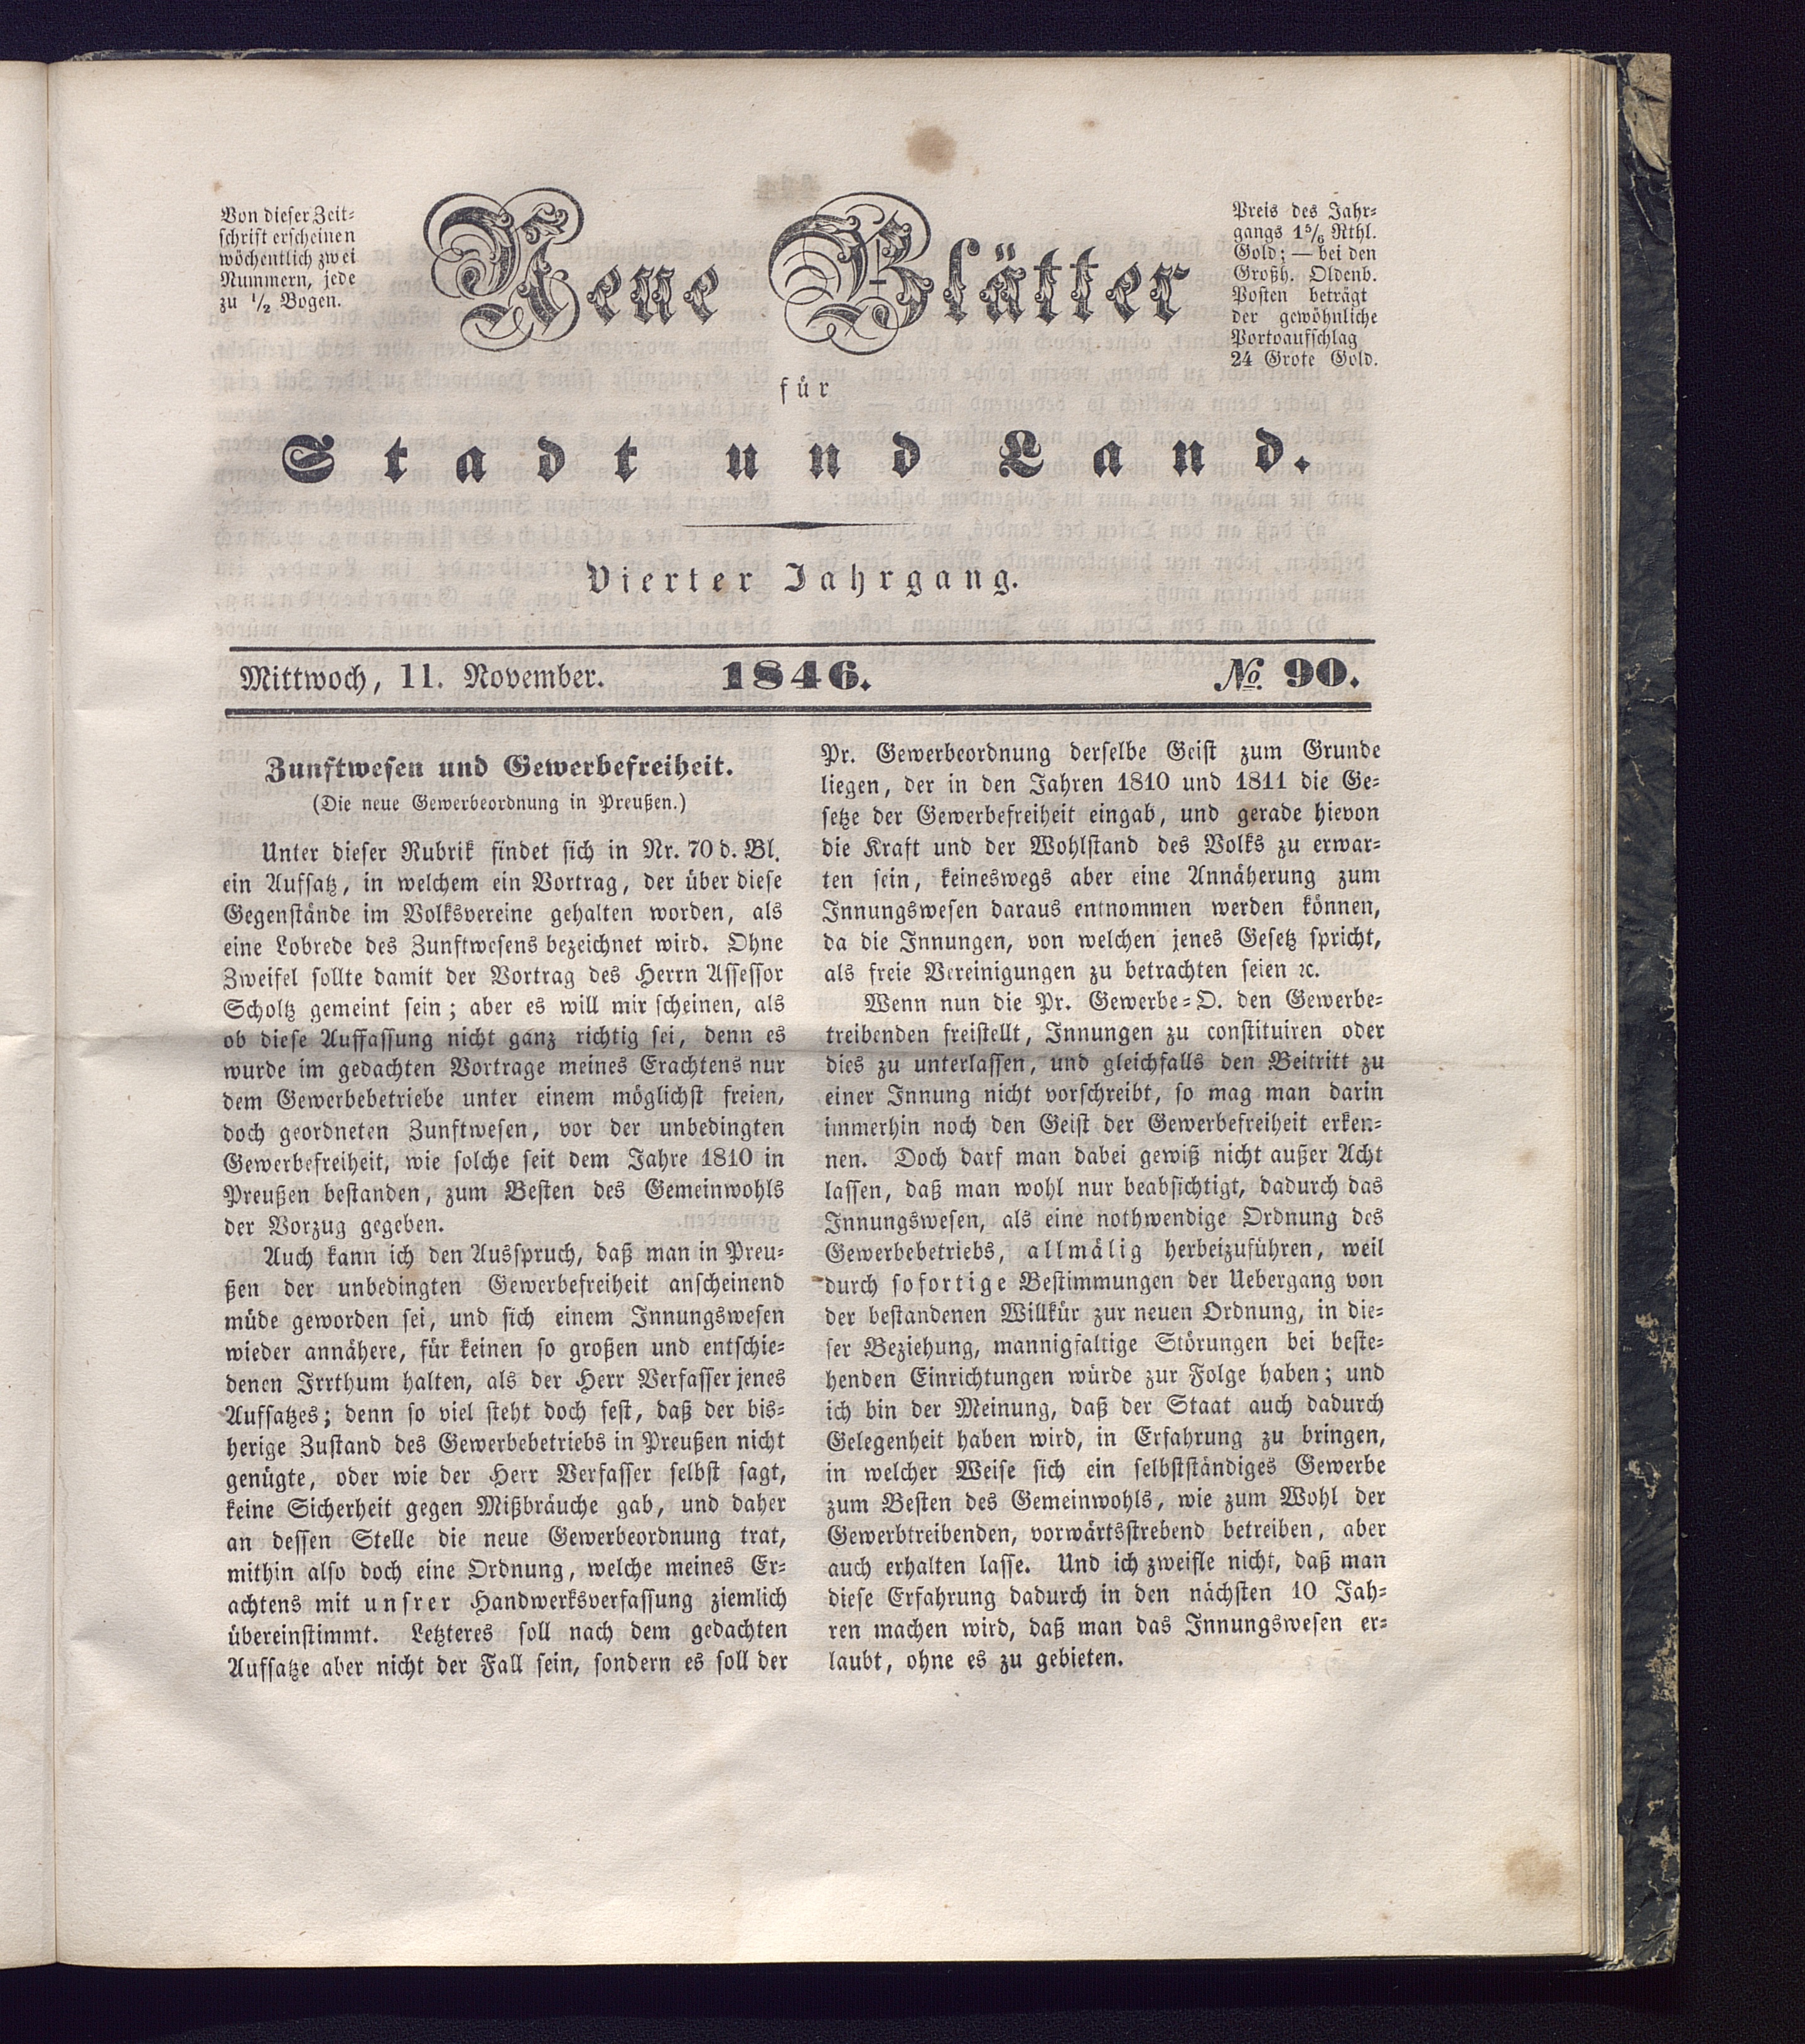 Von dieser Zeit-
schrift erscheinen
wöchentlich zwei
Nummern, jede
zu 1/2 Bogen.
Neue Blätter
Preis des Jahr-
gangs 1 5/6 Rthl.
Gold; — bei den
Großh. Oldenb.
Posten beträgt
der gewöhnliche
Portoaufschlag
24 Grote Gold.
für
Stadt und Land.
Vierter Jahrgang.
Mittwoch, 11. November. 1846. No. 90.
Zunftwesen und Gewerbefreiheit.
(Die neue Gewerbeordnung in Preußen.)
Unter dieser Rubrik findet sich in Nr. 70 d. Bl.
ein Aufsatz, in welchem ein Vortrag, der über diese
Gegenstände im Volksvereine gehalten worden, als
eine Lobrede des Zunftwesens bezeichnet wird. Ohne
Zweifel sollte damit der Vortrag des Herrn Assessor
Scholtz gemeint sein; aber es will mir scheinen, als
ob diese Auffassung nicht ganz richtig sei, denn es
wurde im gedachten Vortrage meines Erachtens nur
dem Gewerbebetriebe unter einem möglichst freien,
doch geordneten Zunftwesen, vor der unbedingten
Gewerbefreiheit, wie solche seit dem Jahre 1810 in
Preußen bestanden, zum Besten des Gemeinwohls
der Vorzug gegeben.
Auch kann ich den Ausspruch, daß man in Preu-
ßen der unbedingten Gewerbefreiheit anscheinend
müde geworden sei, und sich einem Innungswesen
wieder annähere, für keinen so großen und entschie-
denen Irrthum halten, als der Herr Verfasser jenes
Aufsatzes; denn so viel steht doch fest, daß der bis-
herige Zustand des Gewerbebetriebs in Preußen nicht
genügte, oder wie der Herr Verfasser selbst sagt,
keine Sicherheit gegen Mißbräuche gab, und daher
an dessen Stelle die neue Gewerbeordnung trat,
mithin also doch eine Ordnung, welche meines Er-
achtens mit unsrer Handwerksverfassung ziemlich
übereinstimmt. Letzteres soll nach dem gedachten
Aufsatze aber nicht der Fall sein, sondern es soll der
Pr. Gewerbeordnung derselbe Geist zum Grunde
liegen, der in den Jahren 1810 und 1811 die Ge-
setze der Gewerbefreiheit eingab, und gerade hievon
die Kraft und der Wohlstand des Volks zu erwar-
ten sein, keineswegs aber eine Annäherung zum
Innungswesen daraus entnommen werden können,
da die Innungen, von welchen jenes Gesetz spricht,
als freie Vereinigungen zu betrachten seien ꝛc.
Wenn nun die Pr. Gewerbe-O. den Gewerbe-
treibenden freistellt, Innungen zu constituiren oder
dies zu unterlassen, und gleichfalls den Beitritt zu
einer Innung nicht vorschreibt, so mag man darin
immerhin noch den Geist der Gewerbefreiheit erken-
nen. Doch darf man dabei gewiß nicht außer Acht
lassen, daß man wohl nur beabsichtigt, dadurch das
Innungswesen, als eine nothwendige Ordnung des
Gewerbebetriebs, allmälig herbeizuführen, weil
durch sofortige Bestimmungen der Uebergang von
der bestandenen Willkür zur neuen Ordnung, in die-
ser Beziehung, mannigfaltige Störungen bei beste-
henden Einrichtungen würde zur Folge haben; und
ich bin der Meinung, daß der Staat auch dadurch
Gelegenheit haben wird, in Erfahrung zu bringen,
in welcher Weise sich ein selbstständiges Gewerbe
zum Besten des Gemeinwohls, wie zum Wohl der
Gewerbtreibenden, vorwärtsstrebend betreiben, aber
auch erhalten lasse. Und ich zweifle nicht, daß man
diese Erfahrung dadurch in den nächsten 10 Jah-
ren machen wird, daß man das Innungswesen er-
laubt, ohne es zu gebieten.